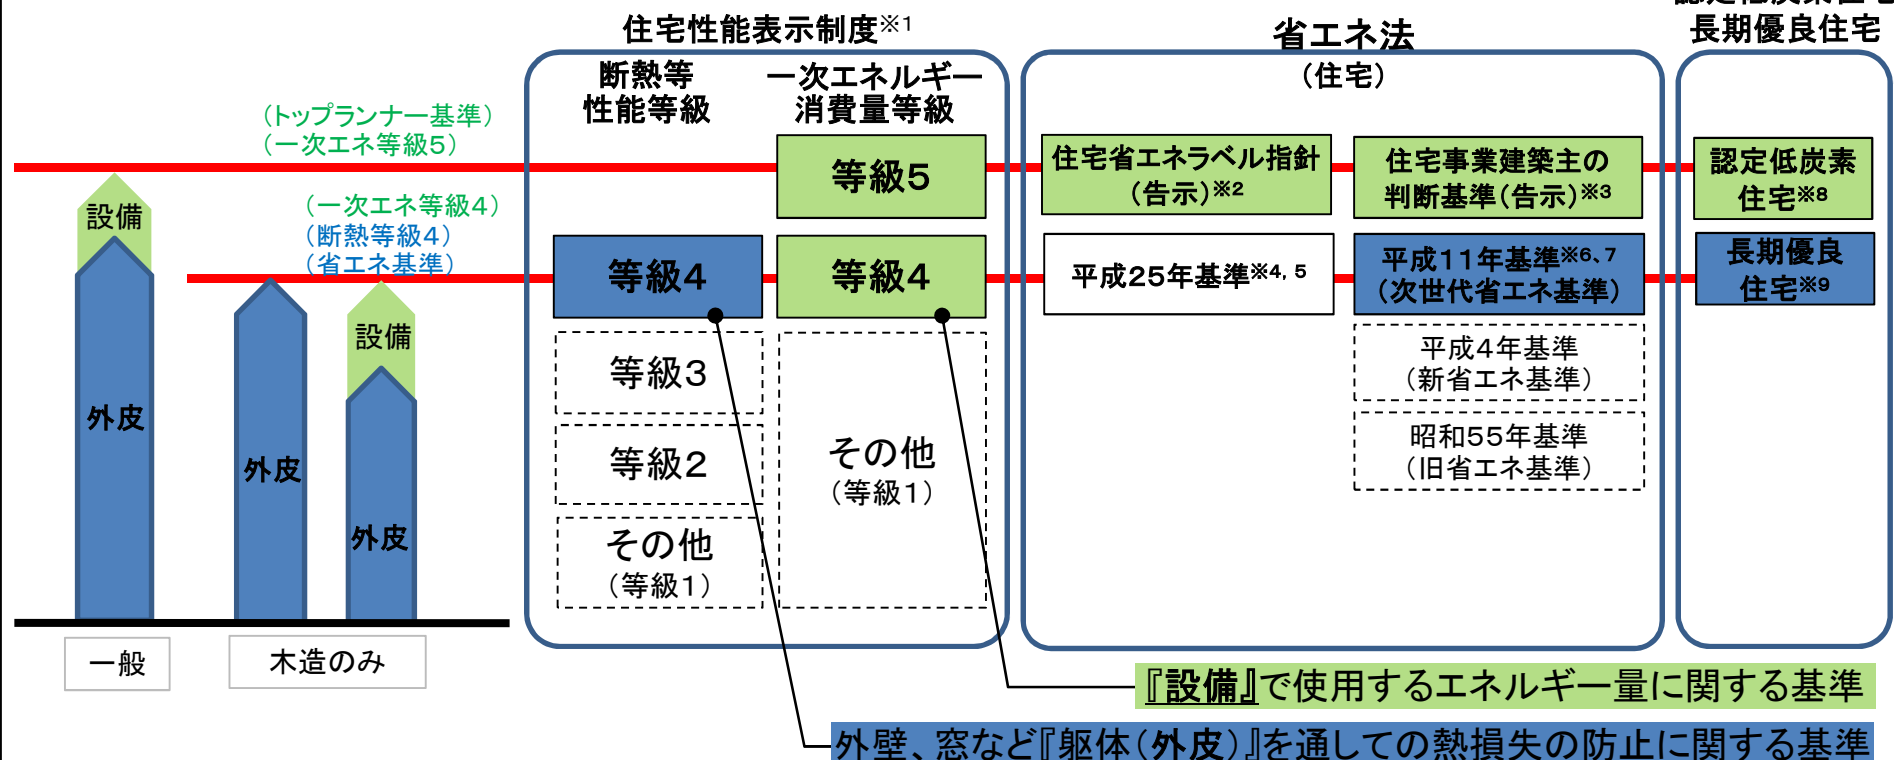 住宅性能表示制度※1
断熱等
性能等級
一次エネルギー
消費量等級
省エネ法
(住宅)
長期優良住宅
(トップランナー基準)
(一次エネ等級5)
(一次エネ等級4)
(断熱等級4)
(省エネ基準)
設備
外皮
外皮
設備
外皮
一般
木造のみ
等級5
等級4
等級4
等級3
等級2
その他
(等級1)
その他
(等級1)
住宅省エネラベル指針
(告示)※2
住宅事業建築主の
判断基準(告示)※3
認定低炭素
住宅※8
平成25年基準※4, 5
平成11年基準※6、7
(次世代省エネ基準)
長期優良
住宅※9
平成4年基準
(新省エネ基準)
昭和55年基準
(旧省エネ基準)
『設備』で使用するエネルギー量に関する基準
外壁、窓など『躯体(外皮)』を通しての熱損失の防止に関する基準